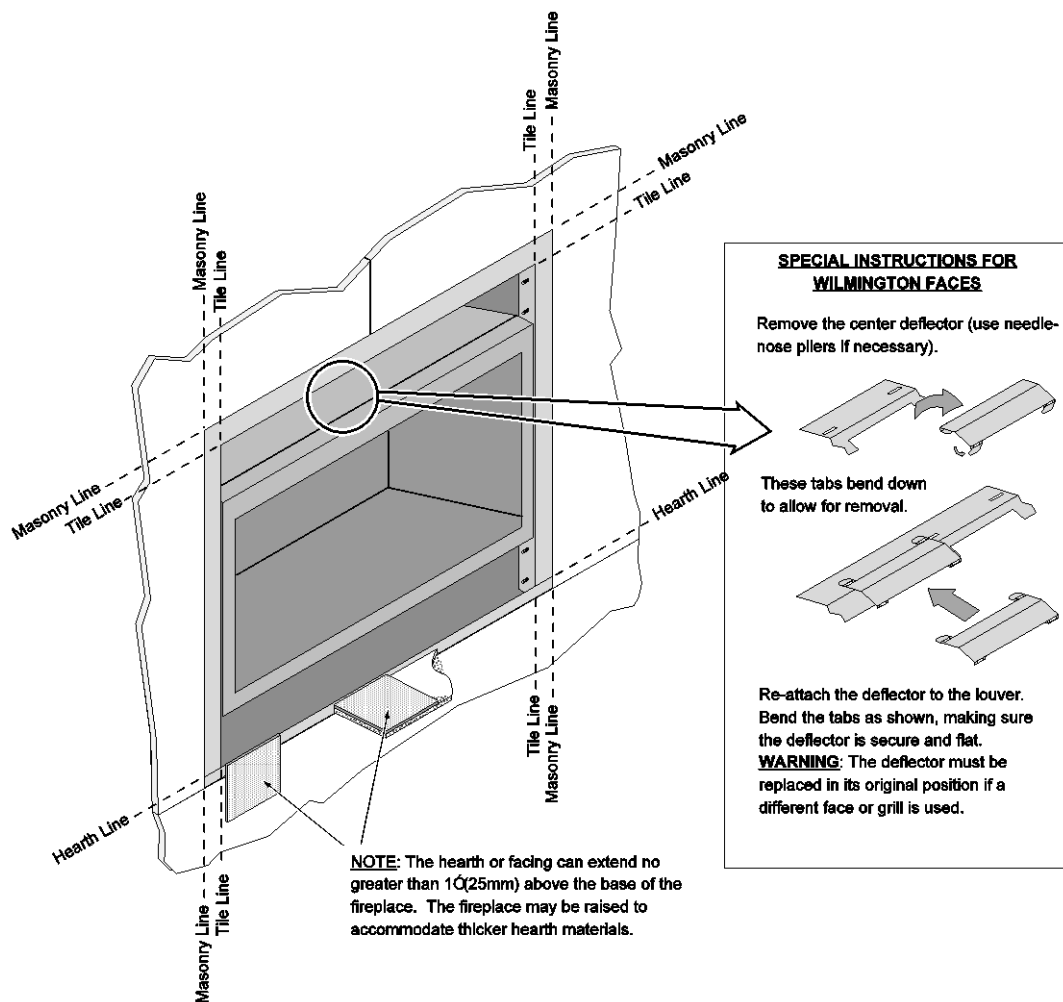 Masonry Line
Tile Line
Masonry Line
Tile Line
Masonry Line
Tile Line
SPECIAL INSTRUCTIONS FOR
WILMINGTON FACES
Remove the center deflector (use needle-
nose pliers if necessary).
These tabs bend down
to allow for removal.
Re-attach the deflector to the louver.
Bend the tabs as shown, making sure
the deflector is secure and flat.
WARNING: The deflector must be
replaced in its original position if a
different face or grill is used.
Masonry Line
Tile Line
Hearth Line
Hearth Line
Tile Line
Masonry Line
Masonry Line
Tile Line
NOTE: The hearth or facing can extend no
greater than 1Ó(25mm) above the base of the
fireplace. The fireplace may be raised to
accommodate thicker hearth materials.